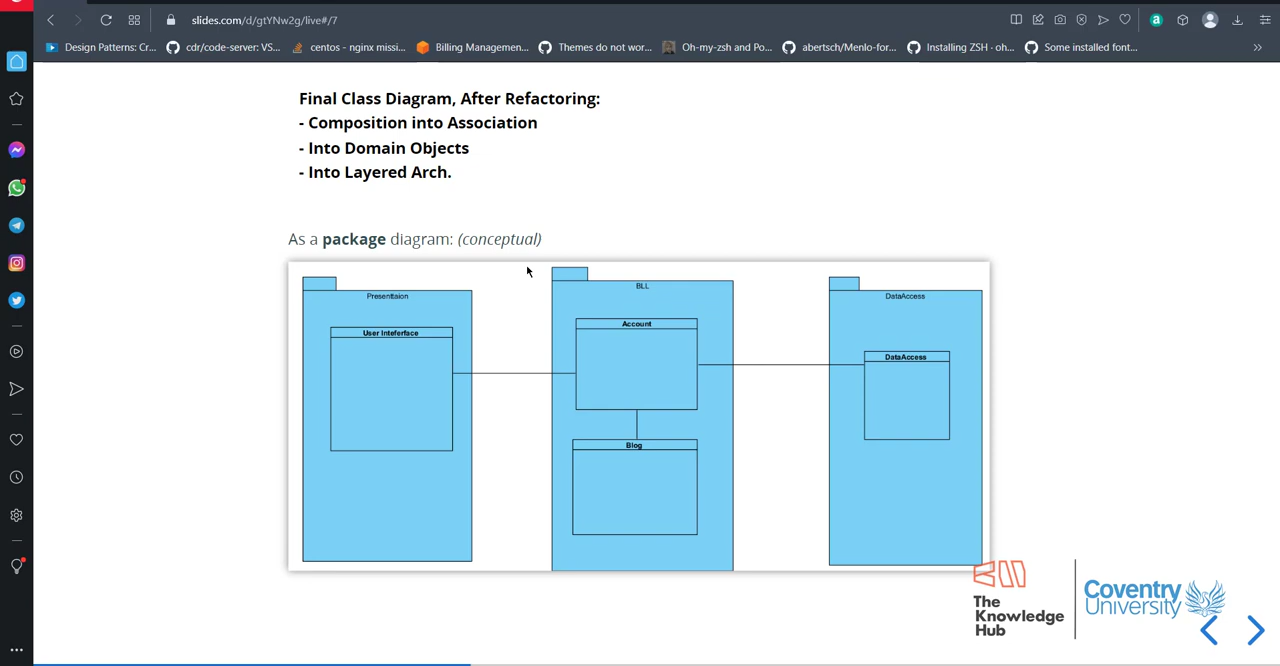 slides.com/d/gtYNw2g/live#/7
a
Design Patterns: Cr...
cdr/code-server: VS...
centos - nginx missi...
Billing Managemen...
Themes do not wor...
Oh-my-zsh and Po...
abertsch/Menlo-for...
Installing ZSH · oh...
Some installed font...
Final Class Diagram, After Refactoring:
- Composition into Association
- Into Domain Objects
- Into Layered Arch.
As a package diagram: (conceptual)
Presenttaion
User Inteferface
BLL
Account
Blog
DataAccess
DataAccess
The
Knowledge
Hub
Coventry
University